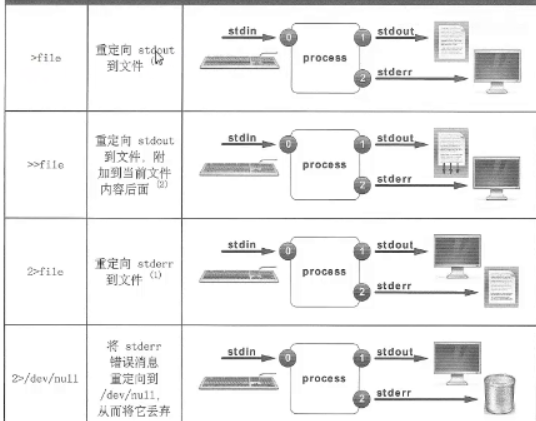 >file
重定向 stdout
到文件 (1)
stdin
0
process
1
stdout
2
stderr
>>file
重定向 stdout
到文件，附
加到当前文件
内容后面 (2)
stdin
0
process
1
stdout
2
stderr
2>file
重定向 stderr
到文件 (1)
stdin
0
process
1
stdout
2
stderr
2>/dev/null
将 stderr
错误消息
重定向到
/dev/null，
从而将它丢弃
stdin
0
process
1
stdout
2
stderr